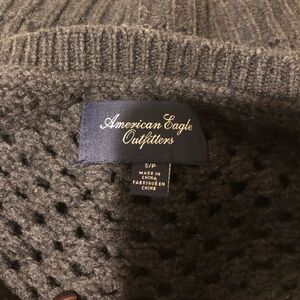 American Eagle
Outfitters
S/P
MADE IN
CHINA
FABRIQUÉ EN
CHINE